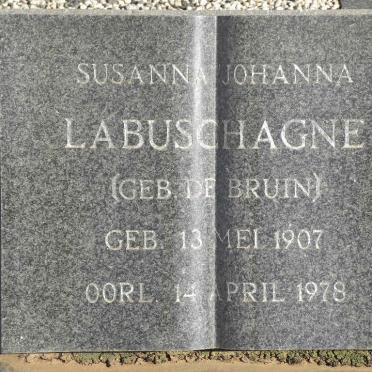 SUSANNA JOHANNA
LABUSCHAGNE
(GEB. DE BRUIN)
GEB. 13 MEI 1907
OORL. 14 APRIL 1978